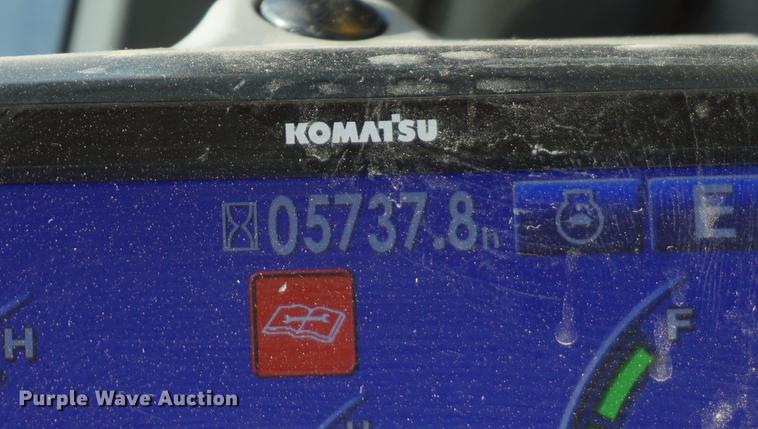 KOMATSU
05737.8h
E
H
F
Purple Wave Auction